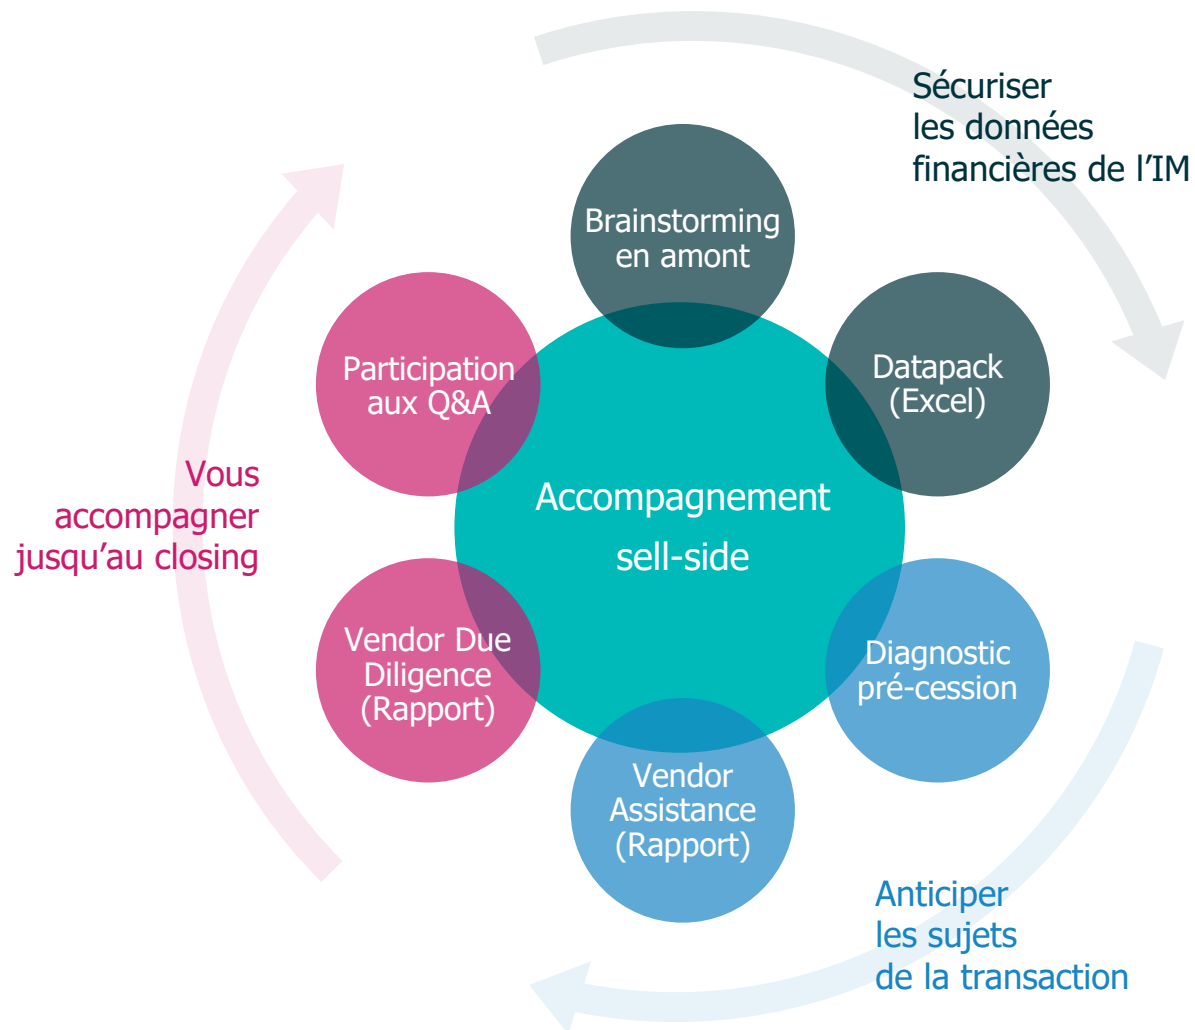 Sécuriser
les données
financières de l’IM
Brainstorming
en amont
Datapack
(Excel)
Participation
aux Q&A
Accompagnement
sell-side
Vous
accompagner
jusqu’au closing
Diagnostic
pré-cession
Vendor Due
Diligence
(Rapport)
Vendor
Assistance
(Rapport)
Anticiper
les sujets
de la transaction